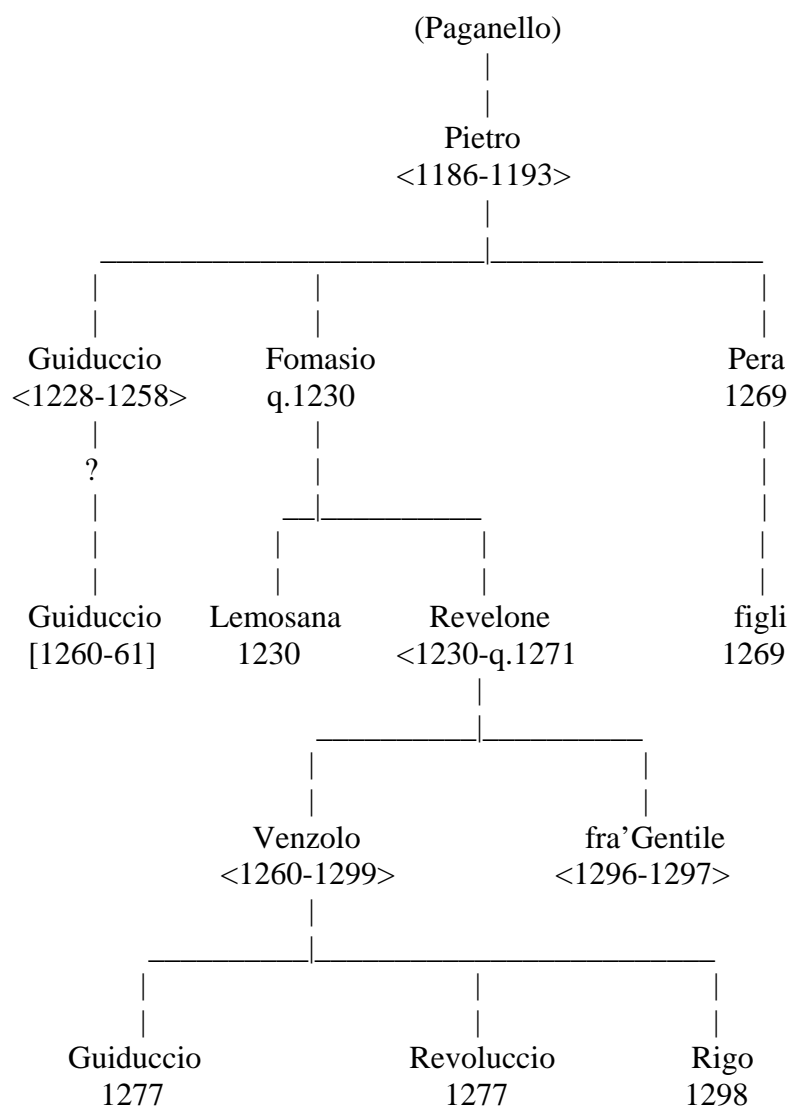 (Paganello)
Pietro
<1186-1193>
Guiduccio Fomasio Pera
<1228-1258> q.1230 1269
?
Guiduccio Lemosana Revelone figli
[1260-61] 1230 <1230-q.1271 1269
Venzolo fra’Gentile
<1260-1299> <1296-1297>
Guiduccio Revoluccio Rigo
1277 1277 1298